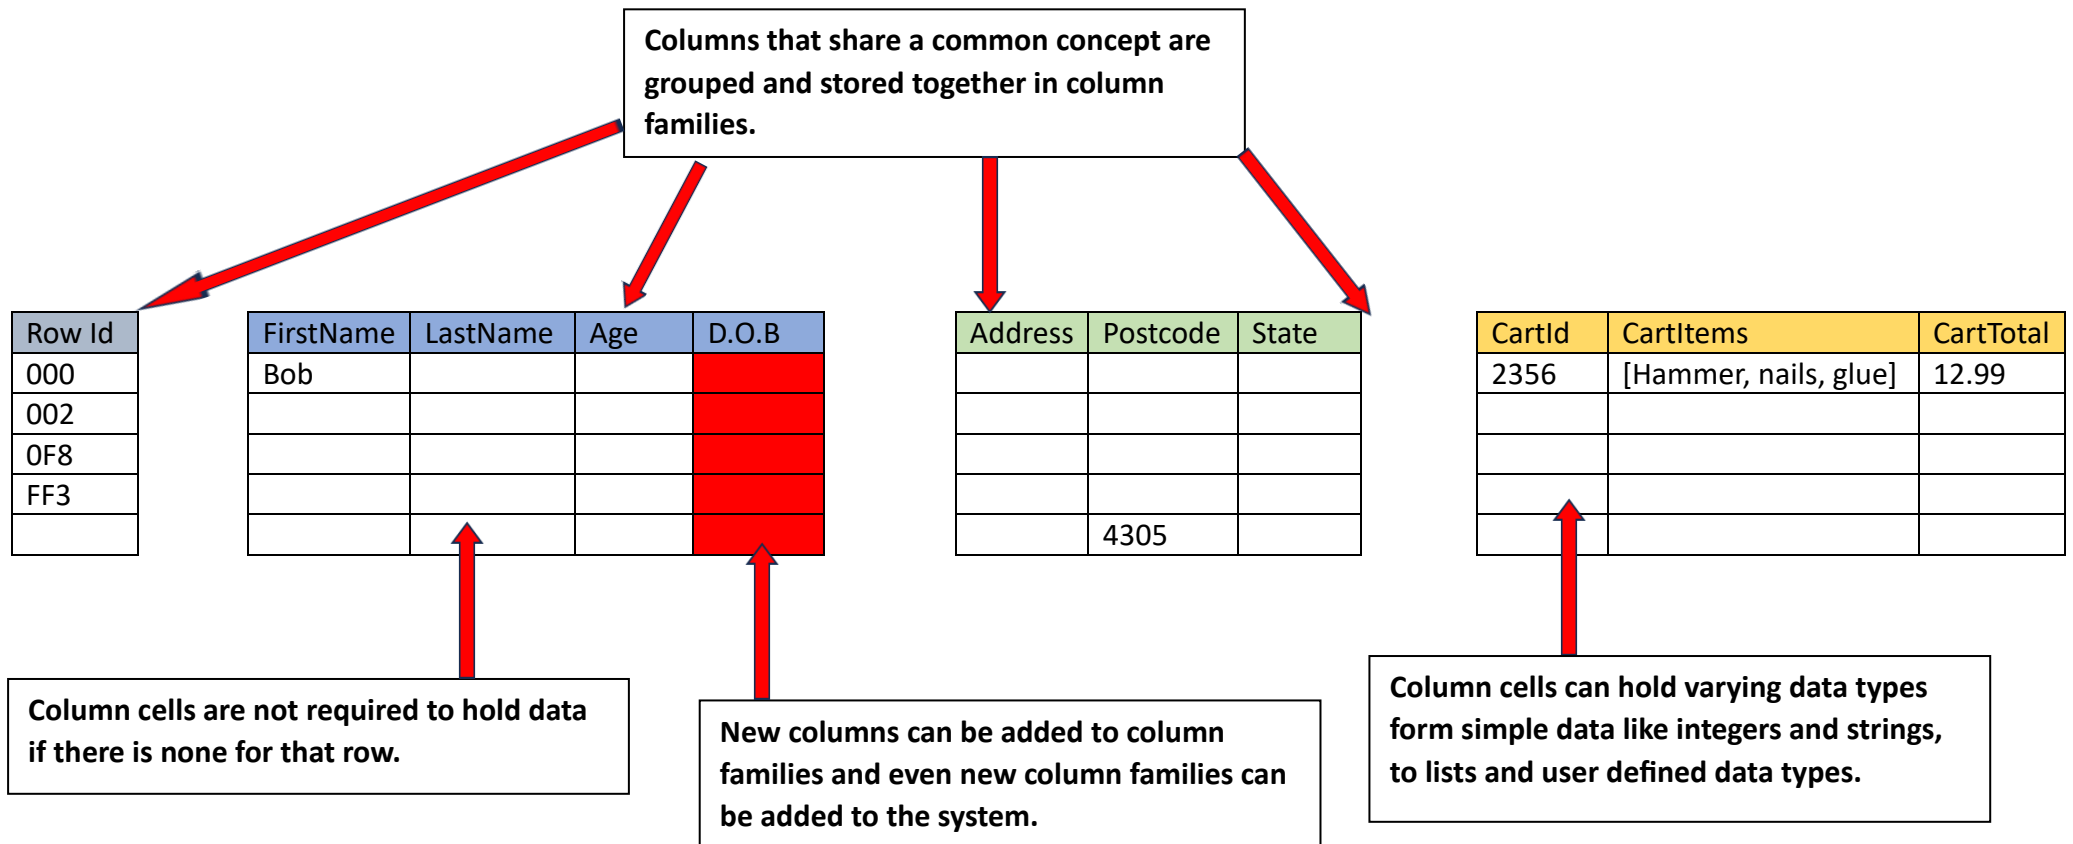 Columns that share a common concept are
grouped and stored together in column
families.
Row Id
000
002
0F8
FF3
FirstName LastName Age D.O.B
Bob
Address Postcode State
4305
CartId CartItems CartTotal
2356 [Hammer, nails, glue] 12.99
Column cells are not required to hold data
if there is none for that row.
New columns can be added to column
families and even new column families can
be added to the system.
Column cells can hold varying data types
form simple data like integers and strings,
to lists and user defined data types.